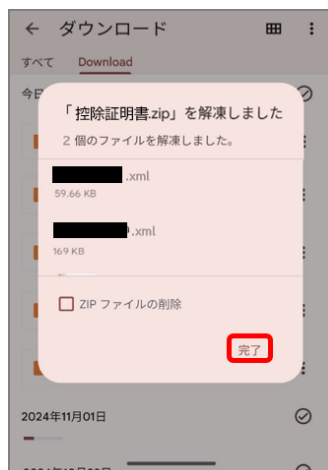 ダウンロード
すべて Download
今日
「 控除証明書.zip」を解凍しました
2 個のファイルを解凍しました。
.xml
59.66 KB
.xml
169 KB
ZIP ファイルの削除
完了
2024年11月01日